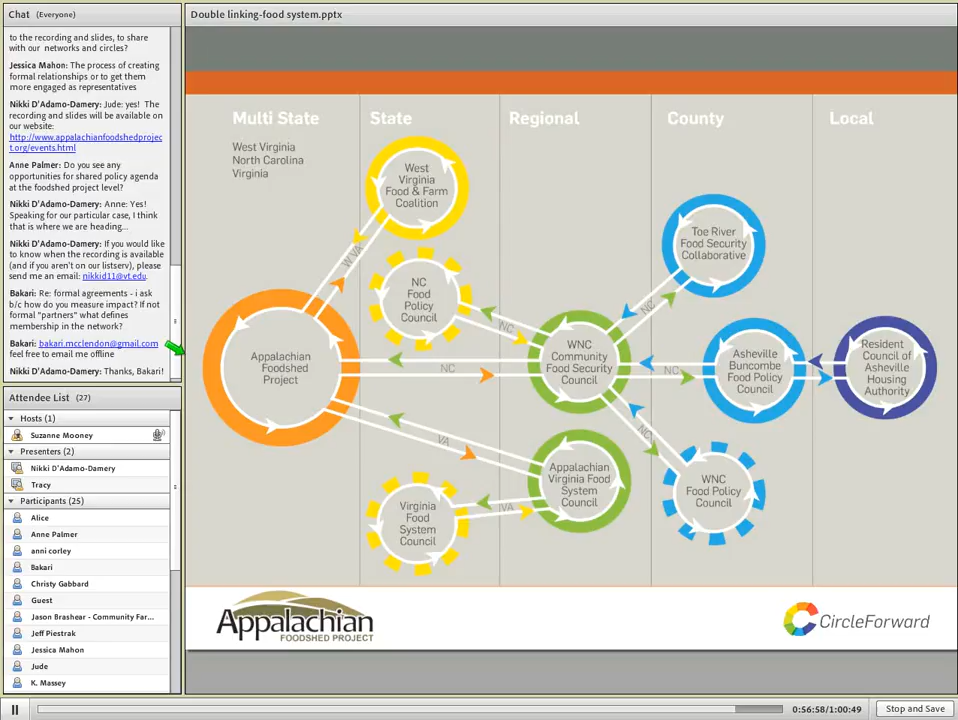 Chat (Everyone)
to the recording and slides, to share
with our networks and circles?
Jessica Mahon: The process of creating
formal relationships or to get them
more engaged as representatives
Nikki D'Adamo-Damery: Jude: yes! The
recording and slides will be available on
our website:
http://www.appalachianfoodshedprojec
t.org/events.html
Anne Palmer: Do you see any
opportunities for shared policy agenda
at the foodshed project level?
Nikki D'Adamo-Damery: Anne: Yes!
Speaking for our particular case, I think
that is where we are heading...
Nikki D'Adamo-Damery: If you would like
to know when the recording is available
(and if you aren't on our listserv), please
send me an email: nikkid11@vt.edu.
Bakari: Re: formal agreements - i ask
b/c how do you measure impact? If not
formal "partners" what defines
membership in the network?
Bakari: bakari.mcclendon@gmail.com
feel free to email me offline
Nikki D'Adamo-Damery: Thanks, Bakari!
Attendee List (27)
Hosts (1)
Suzanne Mooney
Presenters (2)
Nikki D'Adamo-Damery
Tracy
Participants (25)
Alice
Anne Palmer
anni corley
Bakari
Christy Gabbard
Guest
Jason Brashear - Community Far...
Jeff Piestrak
Jessica Mahon
Jude
K. Massey
Double linking-food system.pptx
Multi State
State
Regional
County
Local
West Virginia
North Carolina
Virginia
West
Virginia
Food & Farm
Coalition
W VA
NC
Food
Policy
Council
NC
Appalachian
Foodshed
Project
NC
VA
Virginia
Food
System
Council
VA
WNC
Community
Food Security
Council
Appalachian
Virginia Food
System
Council
NC
NC
NC
Toe River
Food Security
Collaborative
Asheville
Buncombe
Food Policy
Council
WNC
Food Policy
Council
Resident
Council of
Asheville
Housing
Authority
Appalachian
FOODSHED PROJECT
CircleForward
0:56:58/1:00:49
Stop and Save